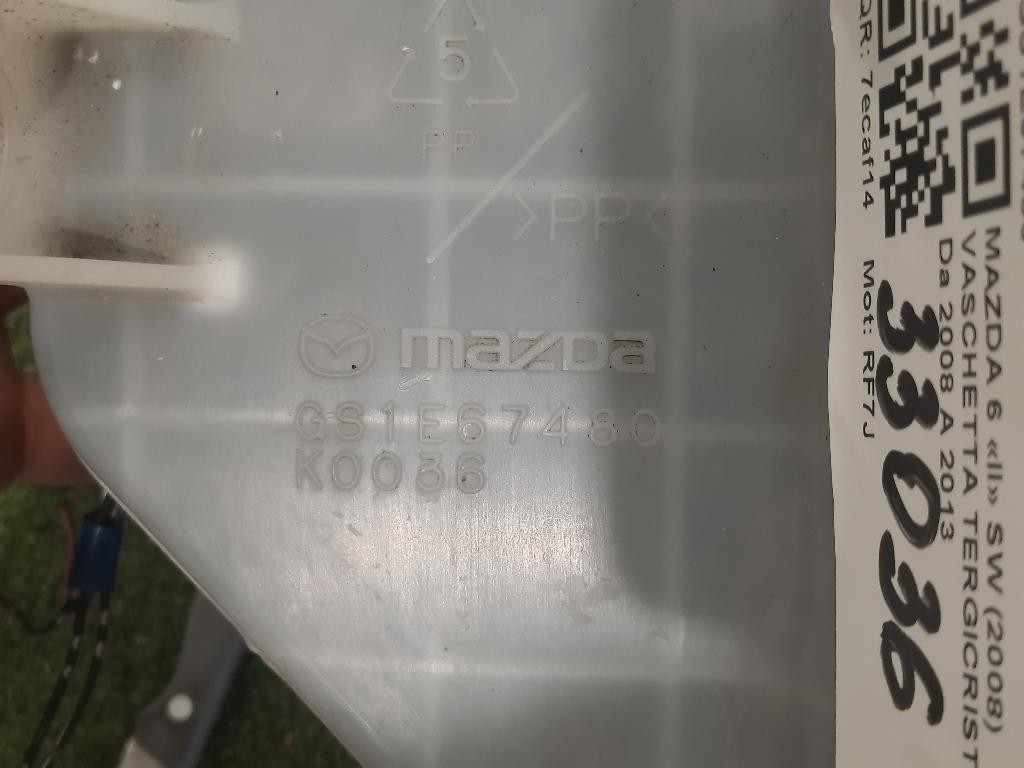 5
PP
>PP<
mazda
GS1E67480
K0036
MAZDA 6 «II» SW (2008)
VASCHETTA TERGICRIST
Da 2008 A 2013
33036
QR: 7ecaf14 Mot: RF7J